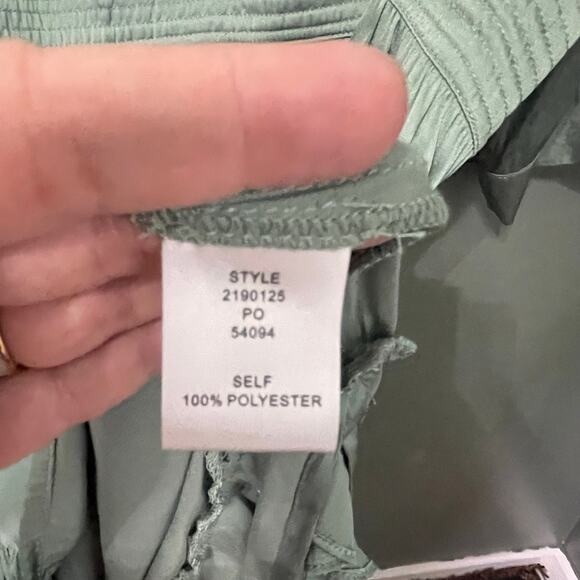 STYLE
2190125
PO
54094
SELF
100% POLYESTER